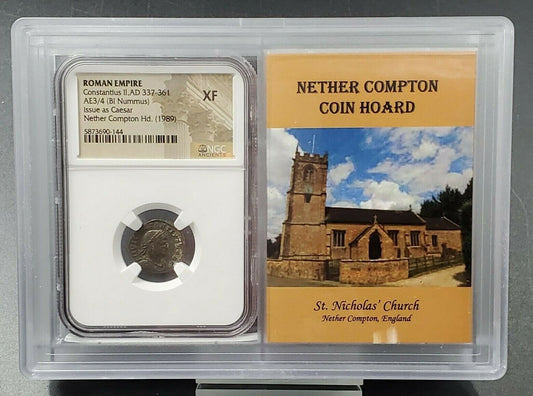 ROMAN EMPIRE
Constantius II, AD 337-361
AE3/4 (BI Nummus)
Issue as Caesar
Nether Compton Hd. (1989)
5873690-144
XF
NGC
ANCIENTS
NETHER COMPTON
COIN HOARD
St. Nicholas' Church
Nether Compton, England